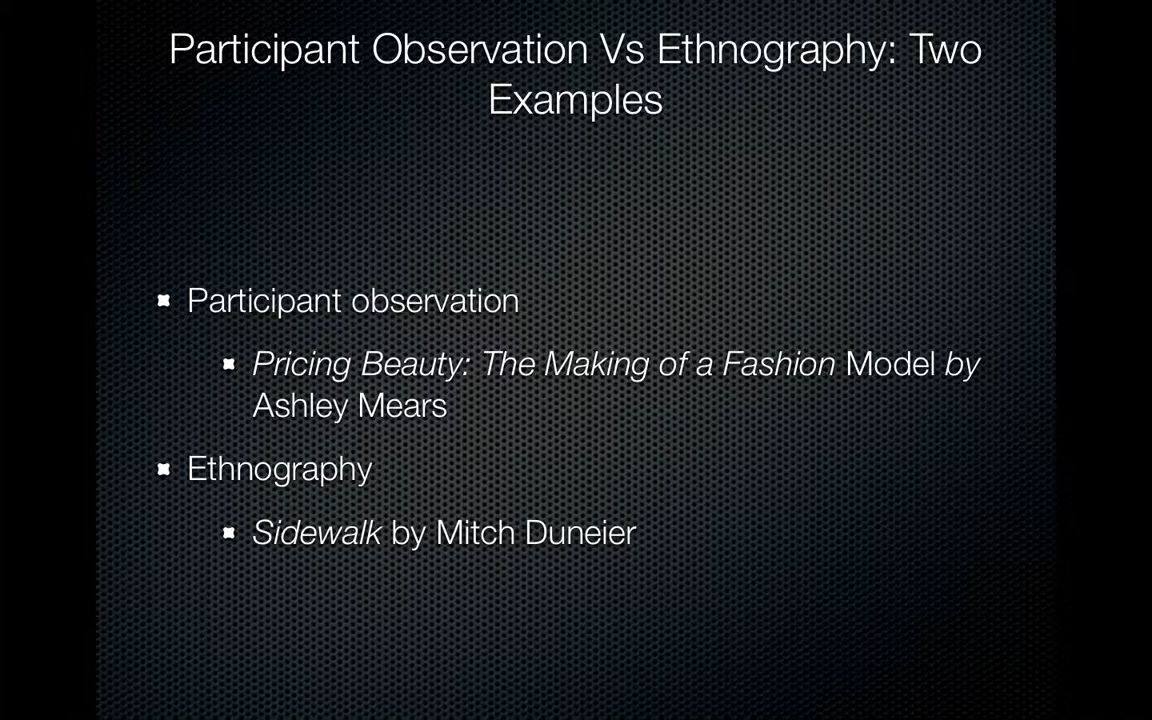 Participant Observation Vs Ethnography: Two
Examples
Participant observation
Pricing Beauty: The Making of a Fashion Model by
Ashley Mears
Ethnography
Sidewalk by Mitch Duneier